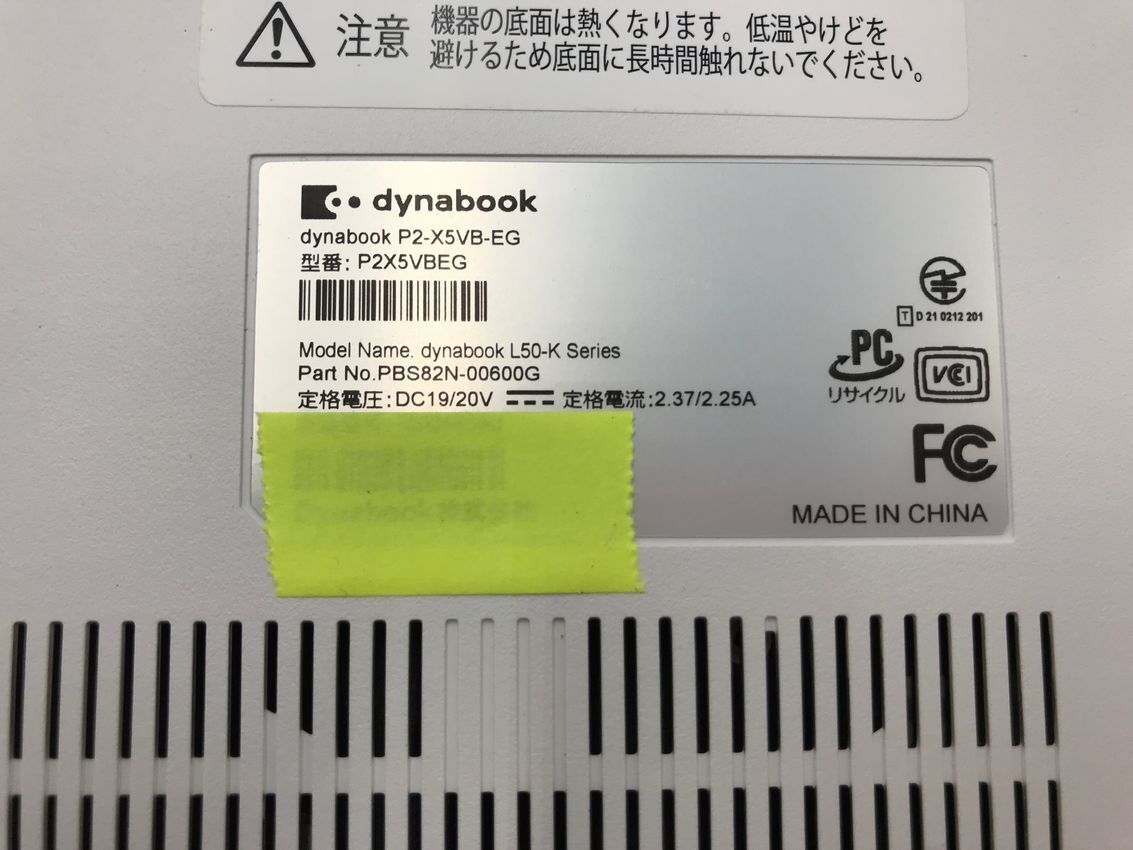 注意
機器の底面は熱くなります。低温やけどを
避けるため底面に長時間触れないでください。
dynabook
dynabook P2-X5VB-EG
型番: P2X5VBEG
Model Name. dynabook L50-K Series
Part No.PBS82N-00600G
定格電圧:DC19/20V 定格電流:2.37/2.25A
T D 21 0212 201
PC
リサイクル
VCI
FC
MADE IN CHINA